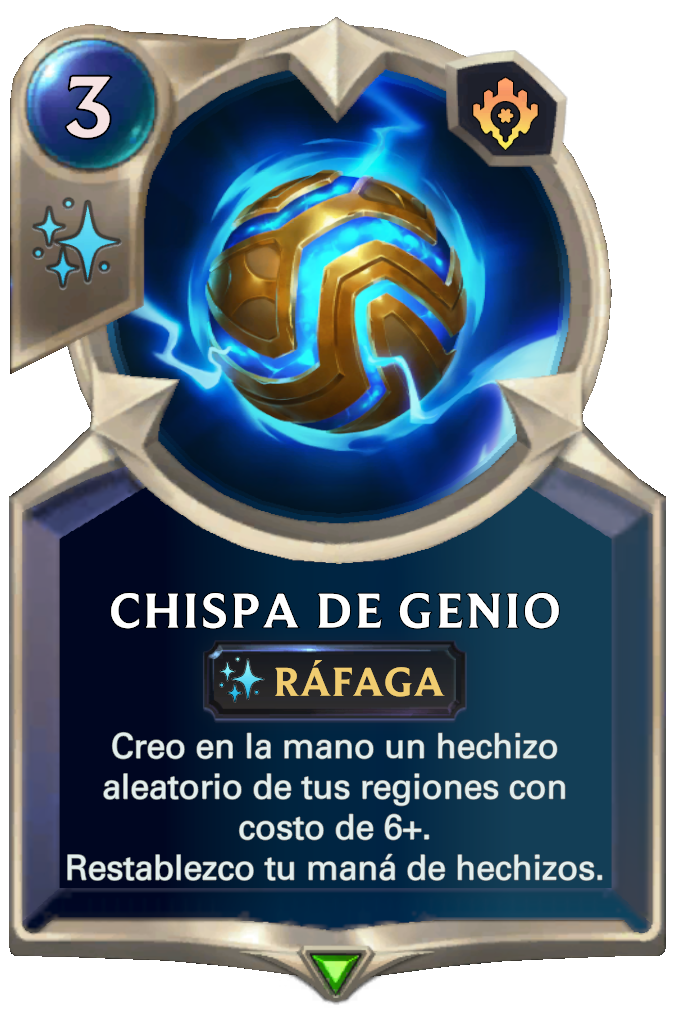 3
CHISPA DE GENIO
RÁFAGA
Creo en la mano un hechizo
aleatorio de tus regiones con
costo de 6+.
Restablezco tu maná de hechizos.